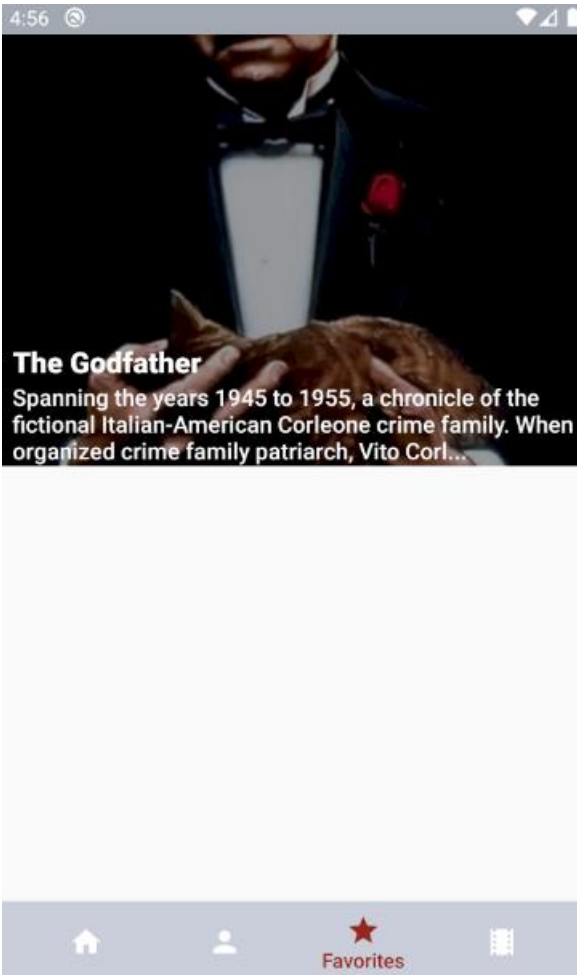 4:56
The Godfather
Spanning the years 1945 to 1955, a chronicle of the
fictional Italian-American Corleone crime family. When
organized crime family patriarch, Vito Corl...
Favorites